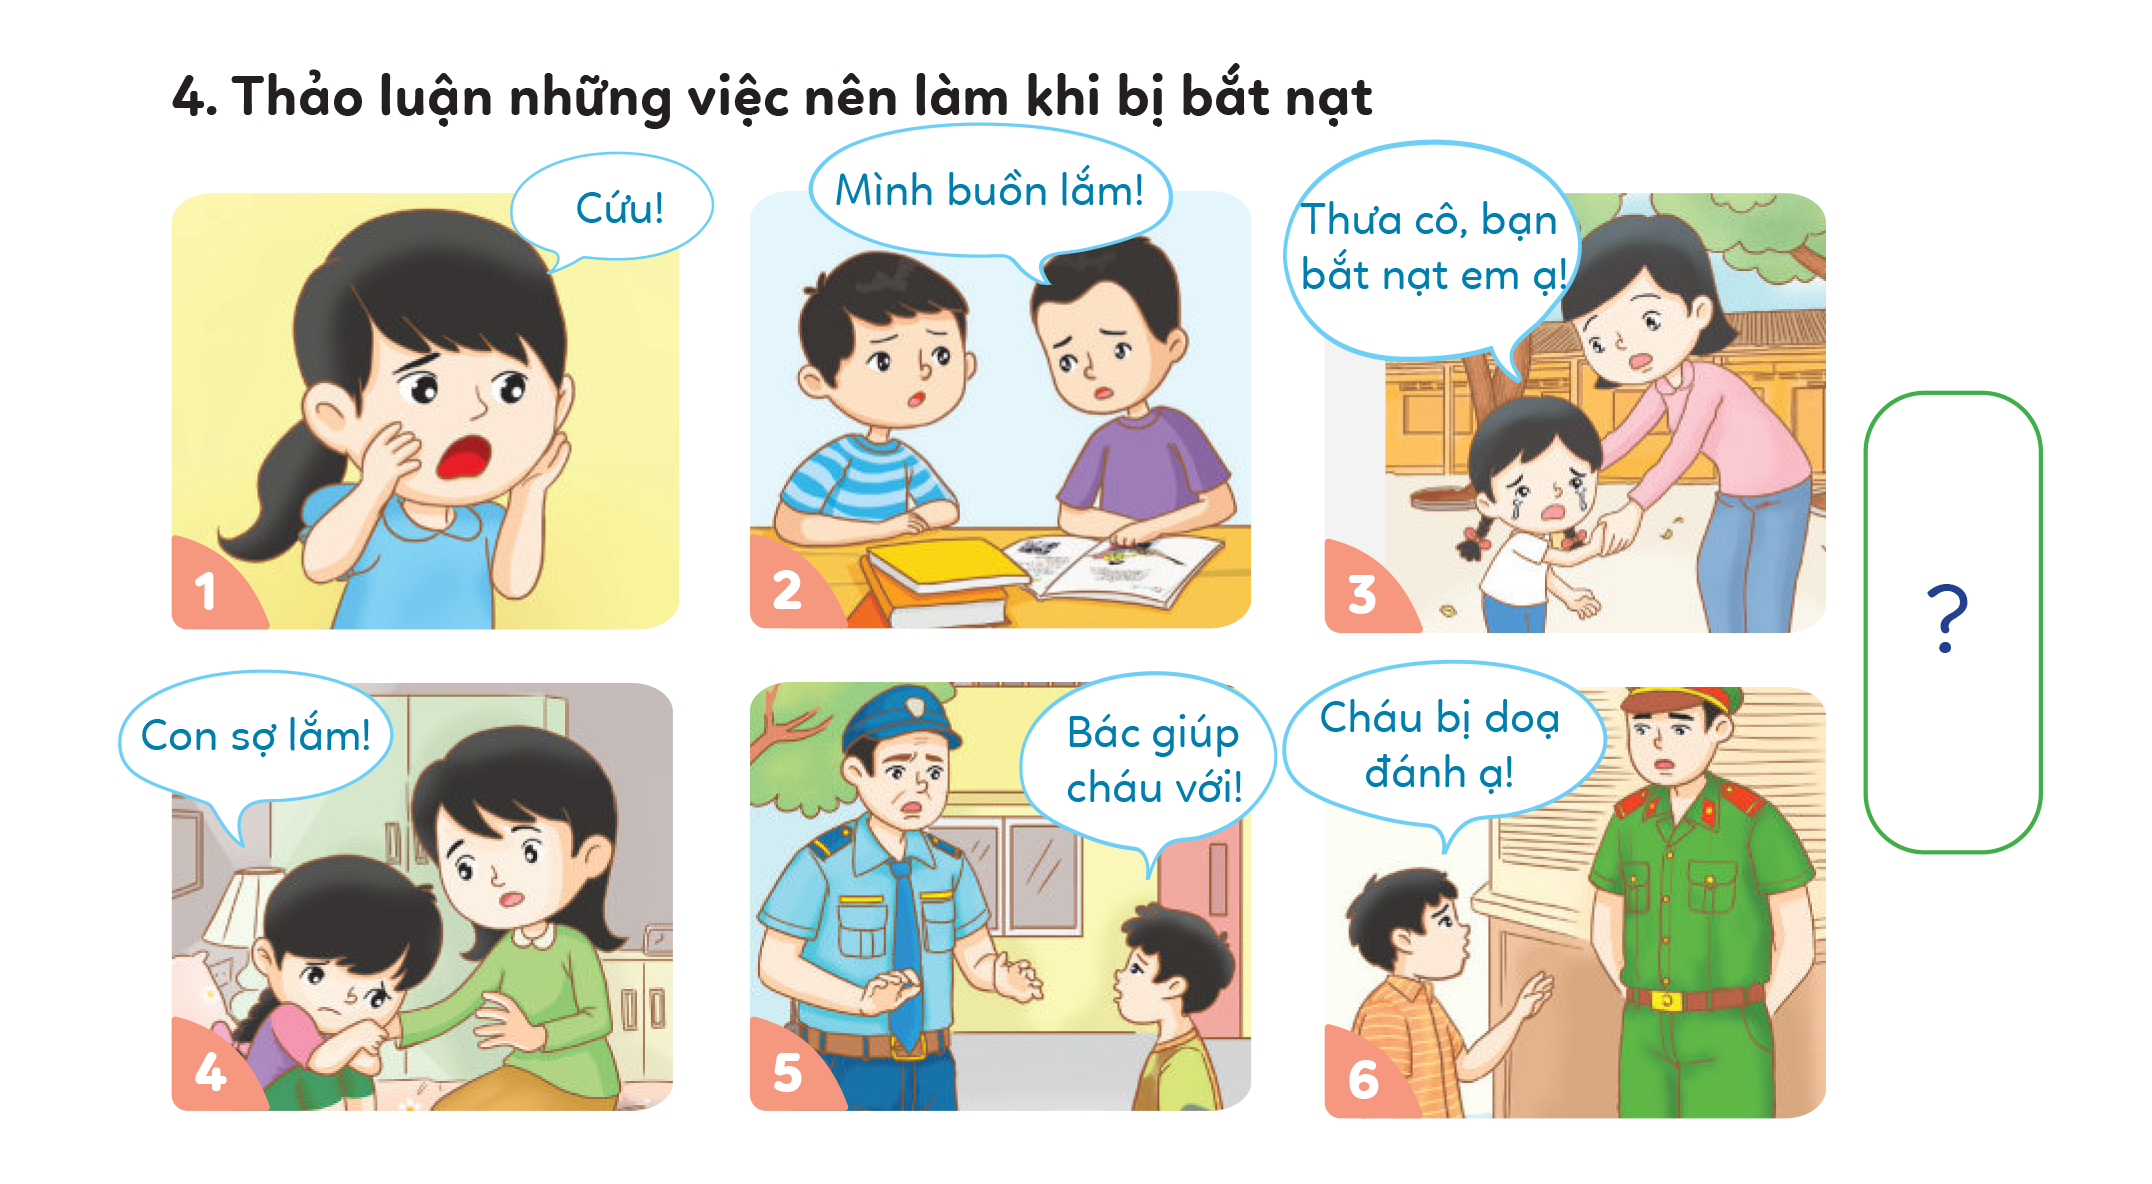 4. Thảo luận những việc nên làm khi bị bắt nạt
Cứu!
1
Mình buồn lắm!
2
Thưa cô, bạn
bắt nạt em ạ!
3
Con sợ lắm!
4
Bác giúp
cháu với!
5
Cháu bị doạ
đánh ạ!
6
?